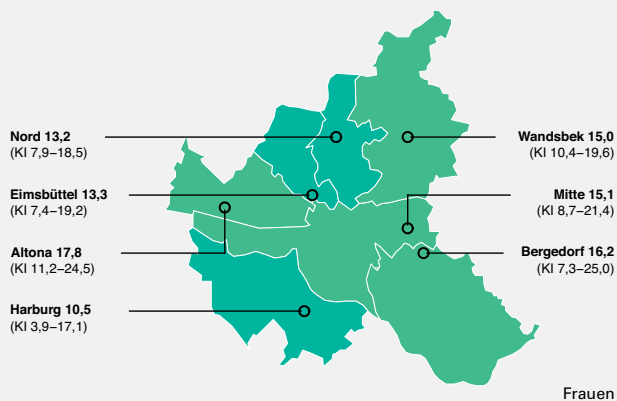 Nord 13,2
(KI 7,9–18,5)
Eimsbüttel 13,3
(KI 7,4–19,2)
Altona 17,8
(KI 11,2–24,5)
Harburg 10,5
(KI 3,9–17,1)
Wandsbek 15,0
(KI 10,4–19,6)
Mitte 15,1
(KI 8,7–21,4)
Bergedorf 16,2
(KI 7,3–25,0)
Frauen